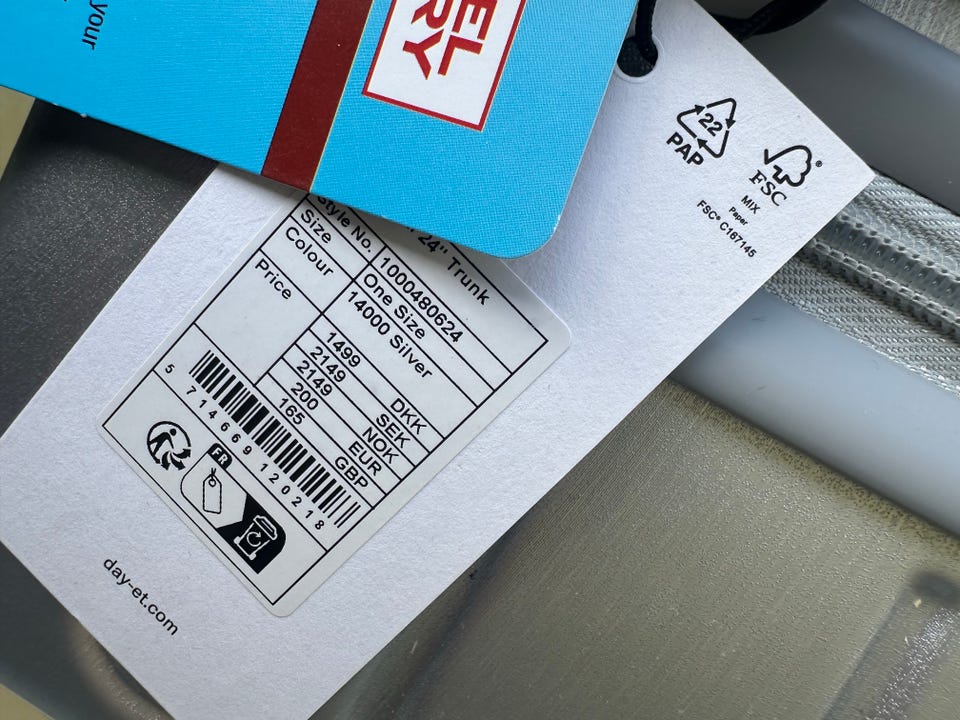 your
EL
RY
22
PAP
FSC®
MIX
Paper
FSC® C167145
24" Trunk
Style No. 1000480624
Size One Size
Colour 14000 Silver
Price 1499 DKK
2149 SEK
2149 NOK
200 EUR
165 GBP
5 714669 120218
FR
day-et.com